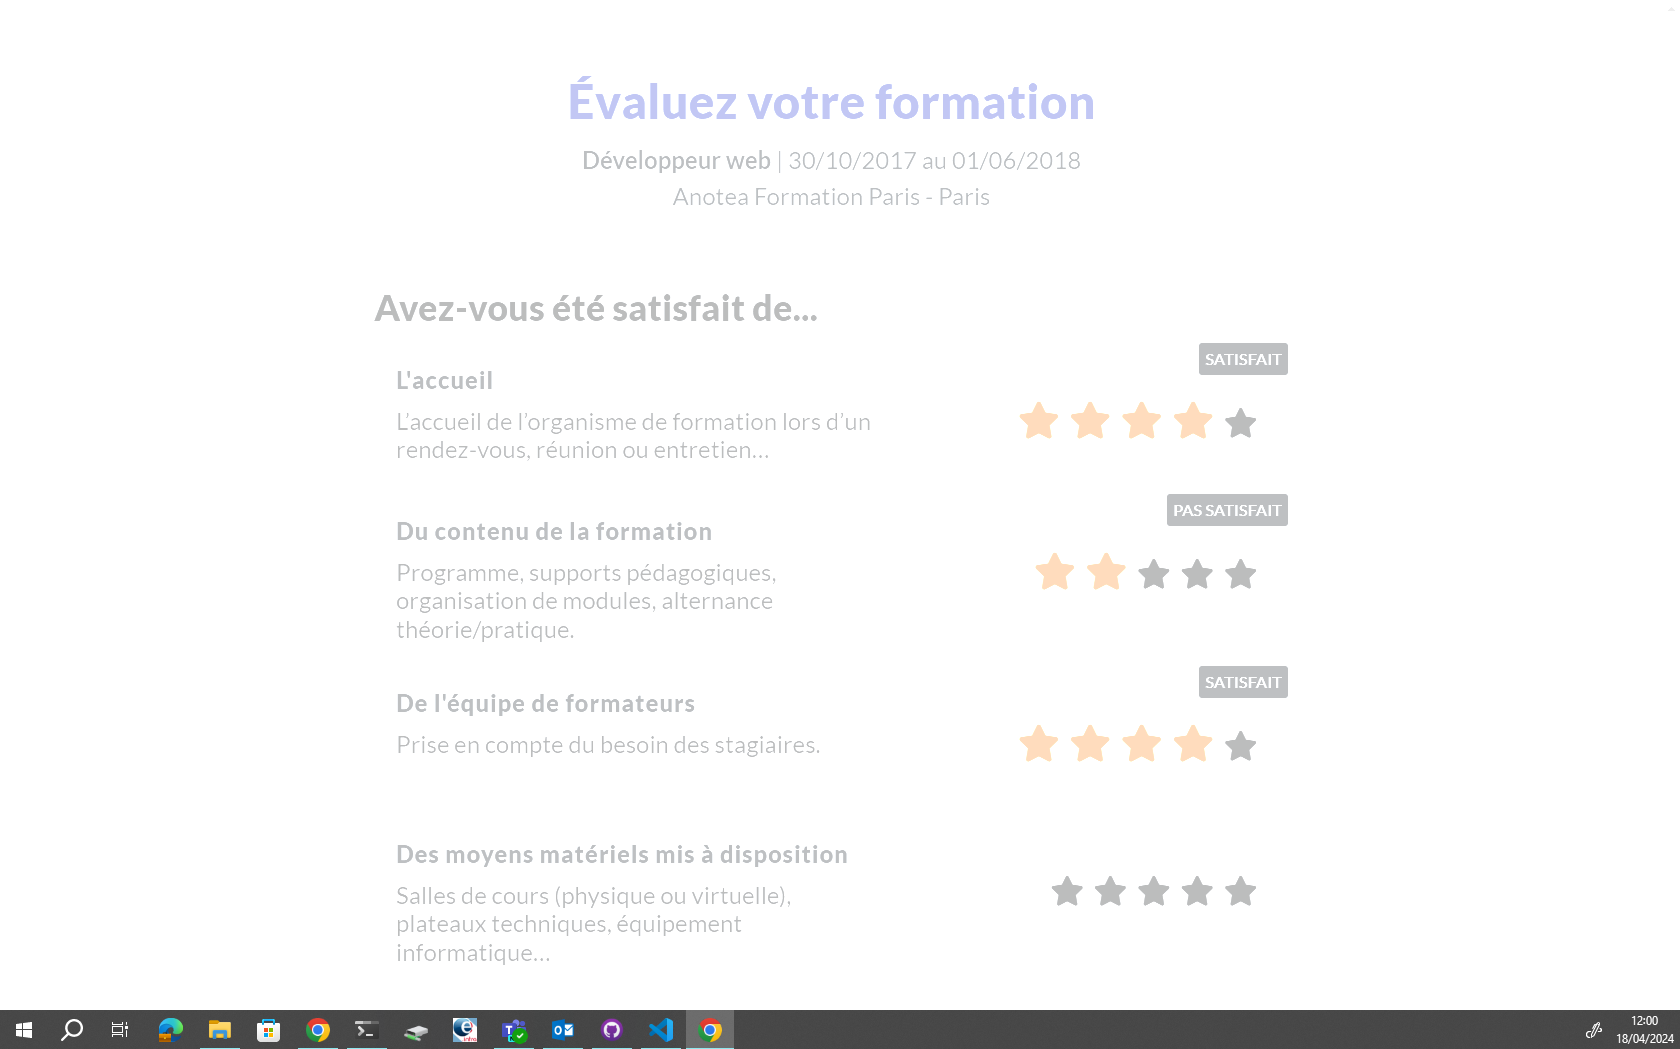 Évaluez votre formation
Développeur web | 30/10/2017 au 01/06/2018
Anotea Formation Paris - Paris
Avez-vous été satisfait de...
SATISFAIT
L'accueil
L’accueil de l’organisme de formation lors d’un
rendez-vous, réunion ou entretien…
PAS SATISFAIT
Du contenu de la formation
Programme, supports pédagogiques,
organisation de modules, alternance
théorie/pratique.
SATISFAIT
De l'équipe de formateurs
Prise en compte du besoin des stagiaires.
Des moyens matériels mis à disposition
Salles de cours (physique ou virtuelle),
plateaux techniques, équipement
informatique…
12:00
18/04/2024